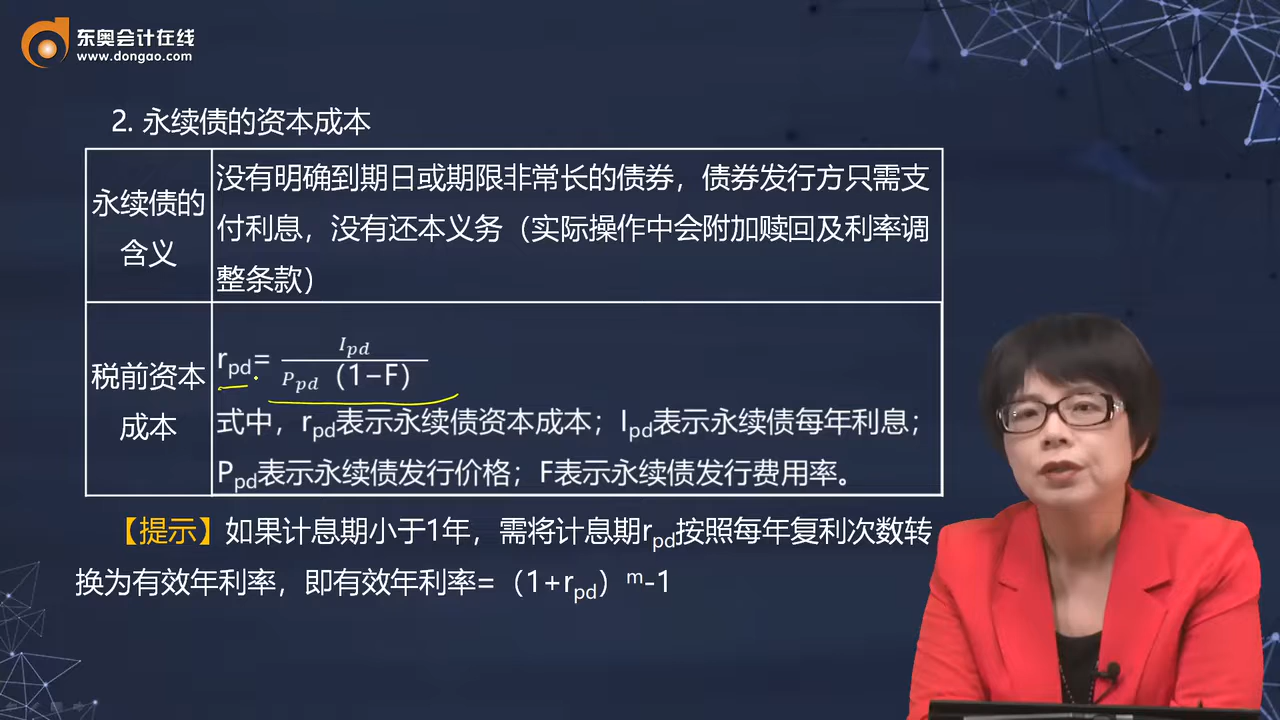 东奥会计在线
www.dongao.com
2. 永续债的资本成本
永续债的
含义
没有明确到期日或期限非常长的债券，债券发行方只需支
付利息，没有还本义务（实际操作中会附加赎回及利率调
整条款）
税前资本
成本
r_pd= I_pd / P_pd（1−F）
式中，r_pd表示永续债资本成本；I_pd表示永续债每年利息；
P_pd表示永续债发行价格；F表示永续债发行费用率。
【提示】如果计息期小于1年，需将计息期r_pd按照每年复利次数转
换为有效年利率，即有效年利率=（1+r_pd）^m-1